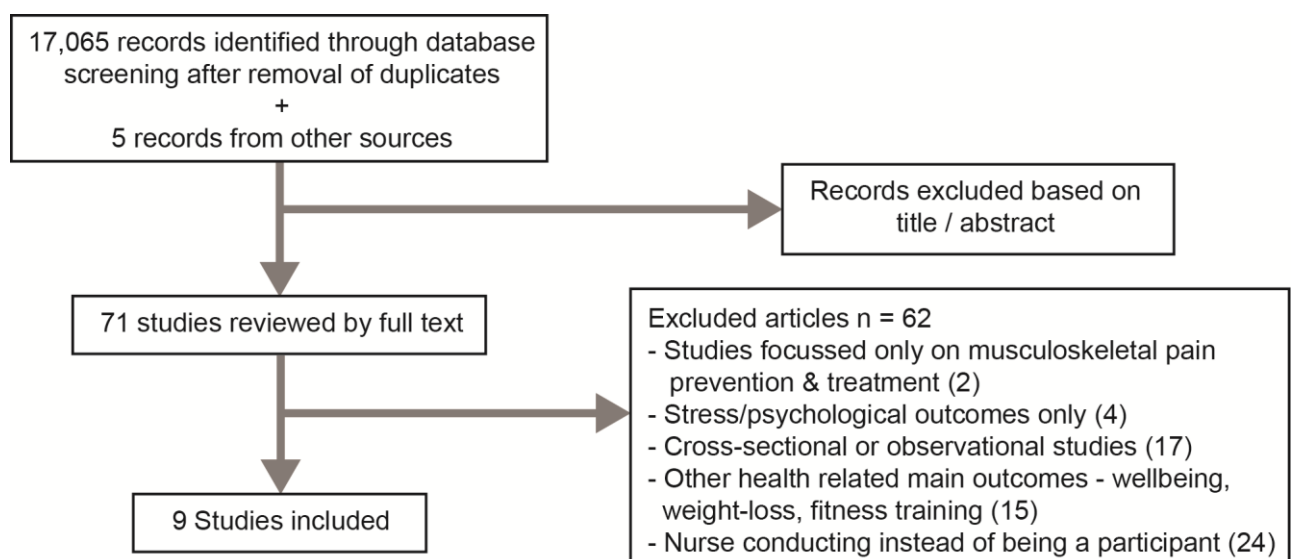 17,065 records identified through database
screening after removal of duplicates
+
5 records from other sources
Records excluded based on
title / abstract
71 studies reviewed by full text
Excluded articles n = 62
- Studies focussed only on musculoskeletal pain
prevention & treatment (2)
- Stress/psychological outcomes only (4)
- Cross-sectional or observational studies (17)
- Other health related main outcomes - wellbeing,
weight-loss, fitness training (15)
- Nurse conducting instead of being a participant (24)
9 Studies included